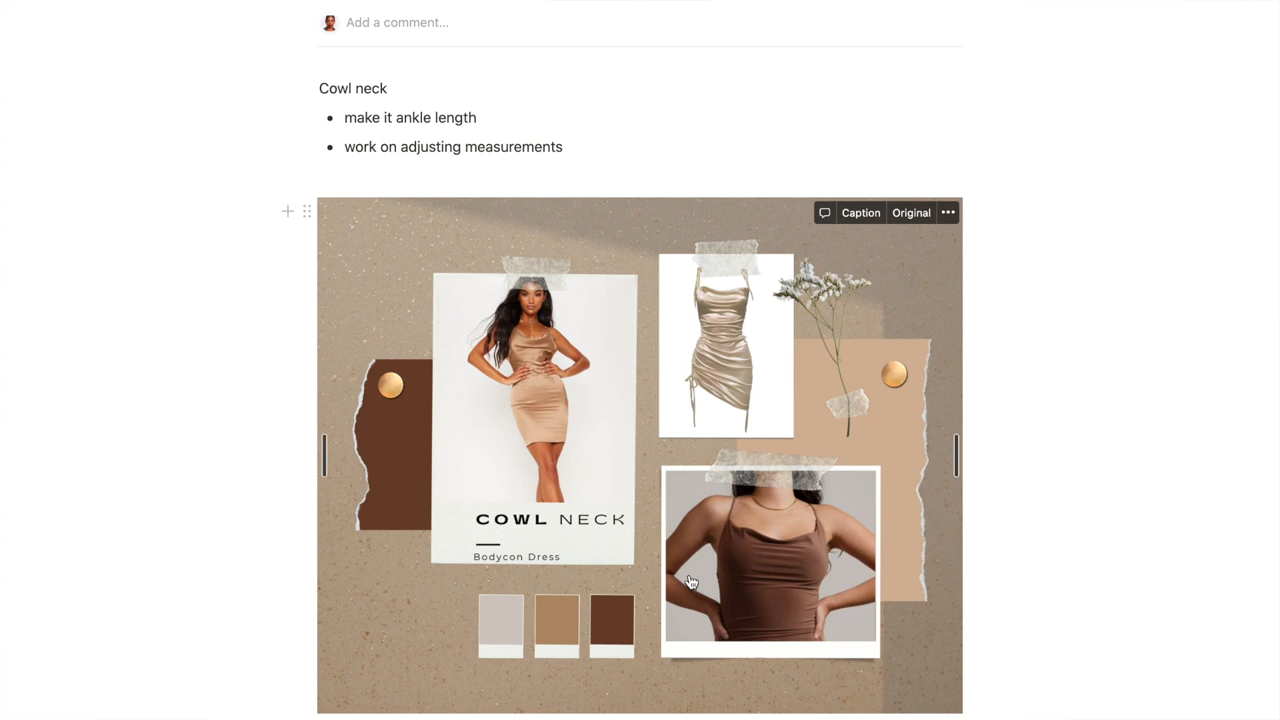 Add a comment...
Cowl neck
• make it ankle length
• work on adjusting measurements
Caption Original
COWL NECK
Bodycon Dress